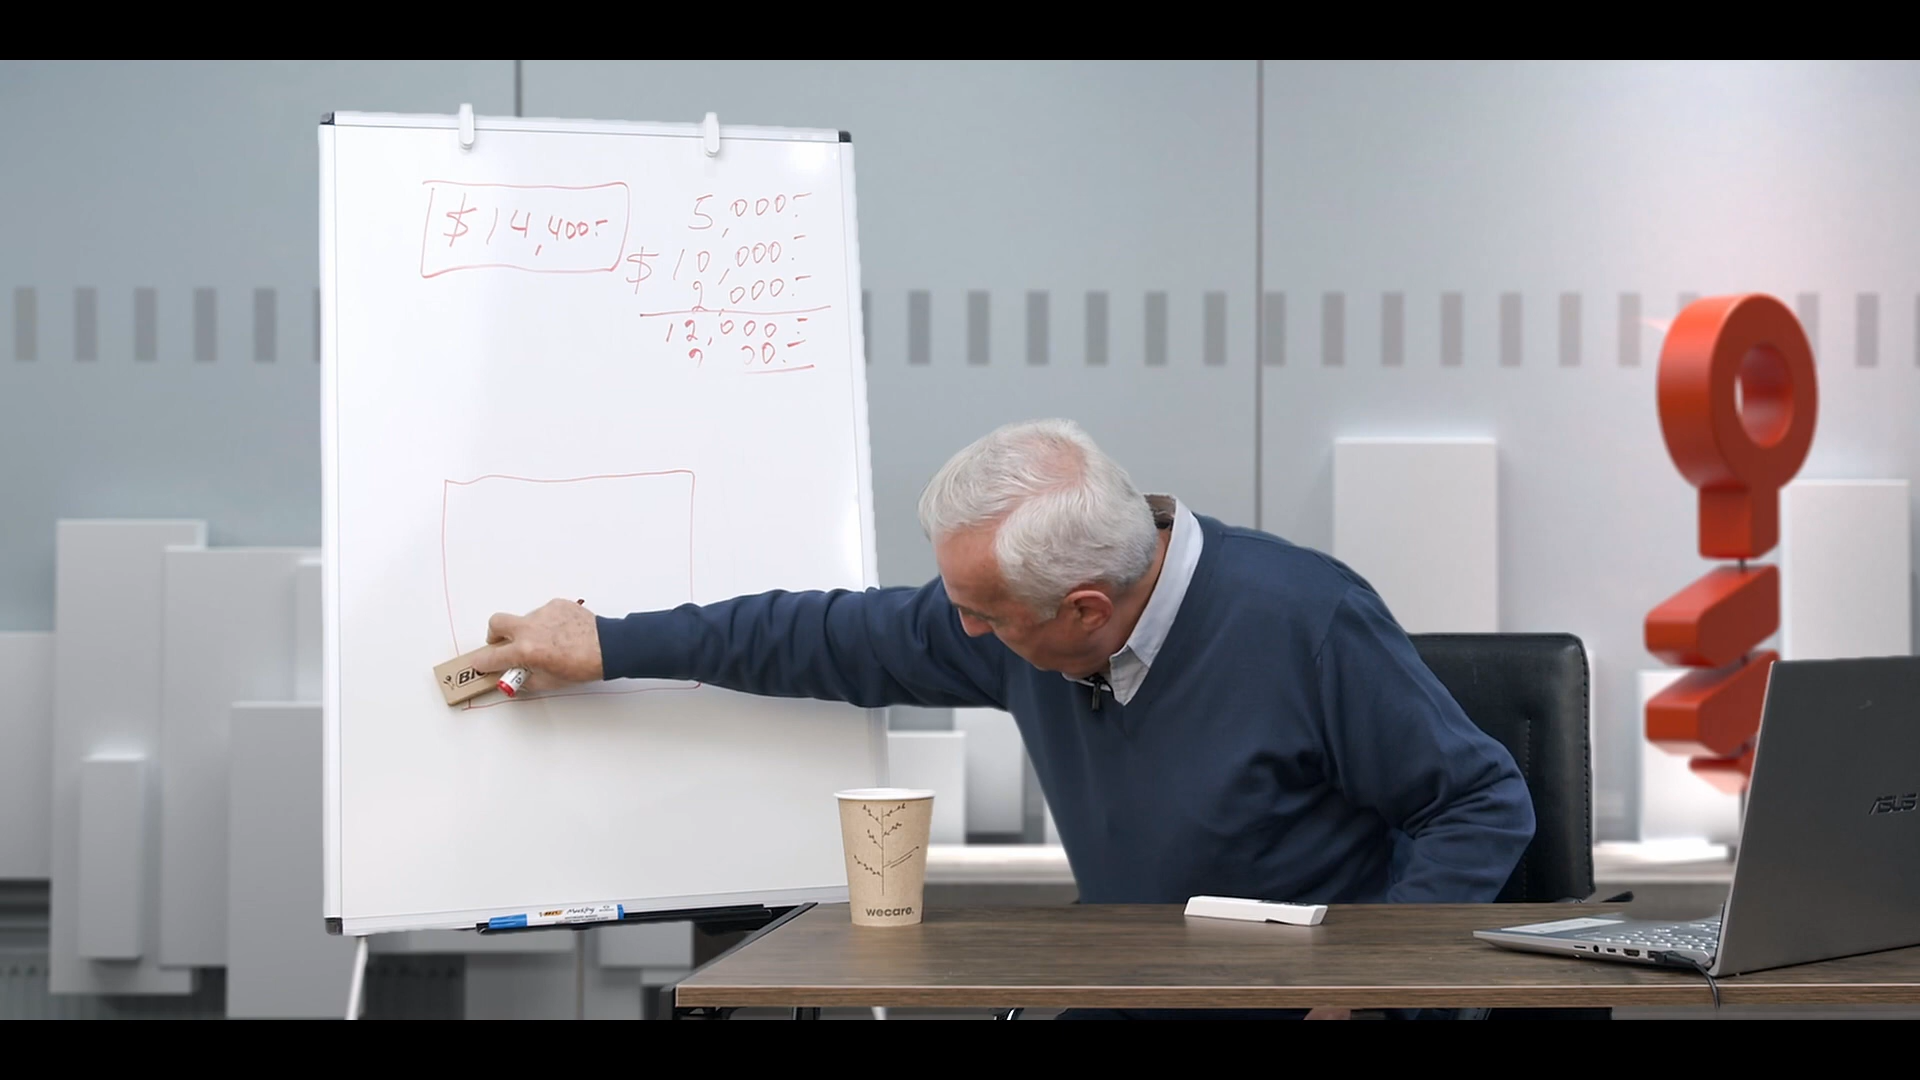 $14,400.-
5,000.-
$10,000.-
2,000.-
12,000.-
BIC
wecare.
ASUS